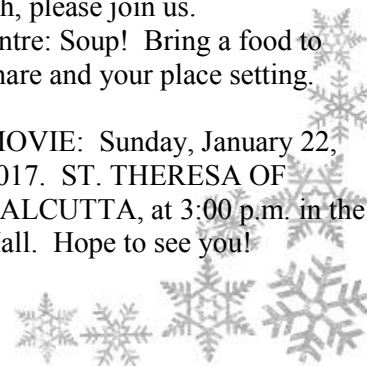 h, please join us.
ntre: Soup!  Bring a food to
hare and your place setting.
MOVIE:  Sunday, January 22,
017.  ST. THERESA OF
ALCUTTA, at 3:00 p.m. in the
Hall.  Hope to see you!